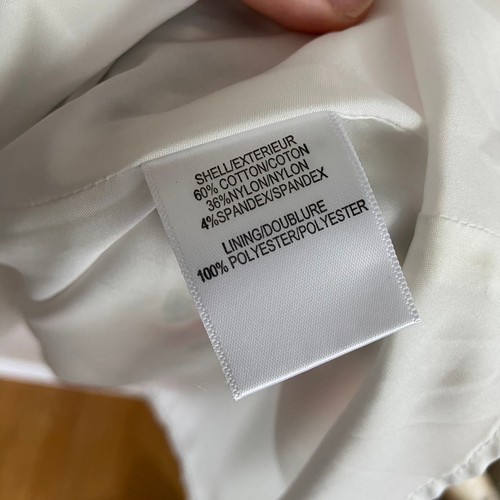 SHELL/EXTERIEUR
60% COTTON/COTON
36%NYLON/NYLON
4%SPANDEX/SPANDEX
LINING/DOUBLURE
100% POLYESTER/POLYESTER